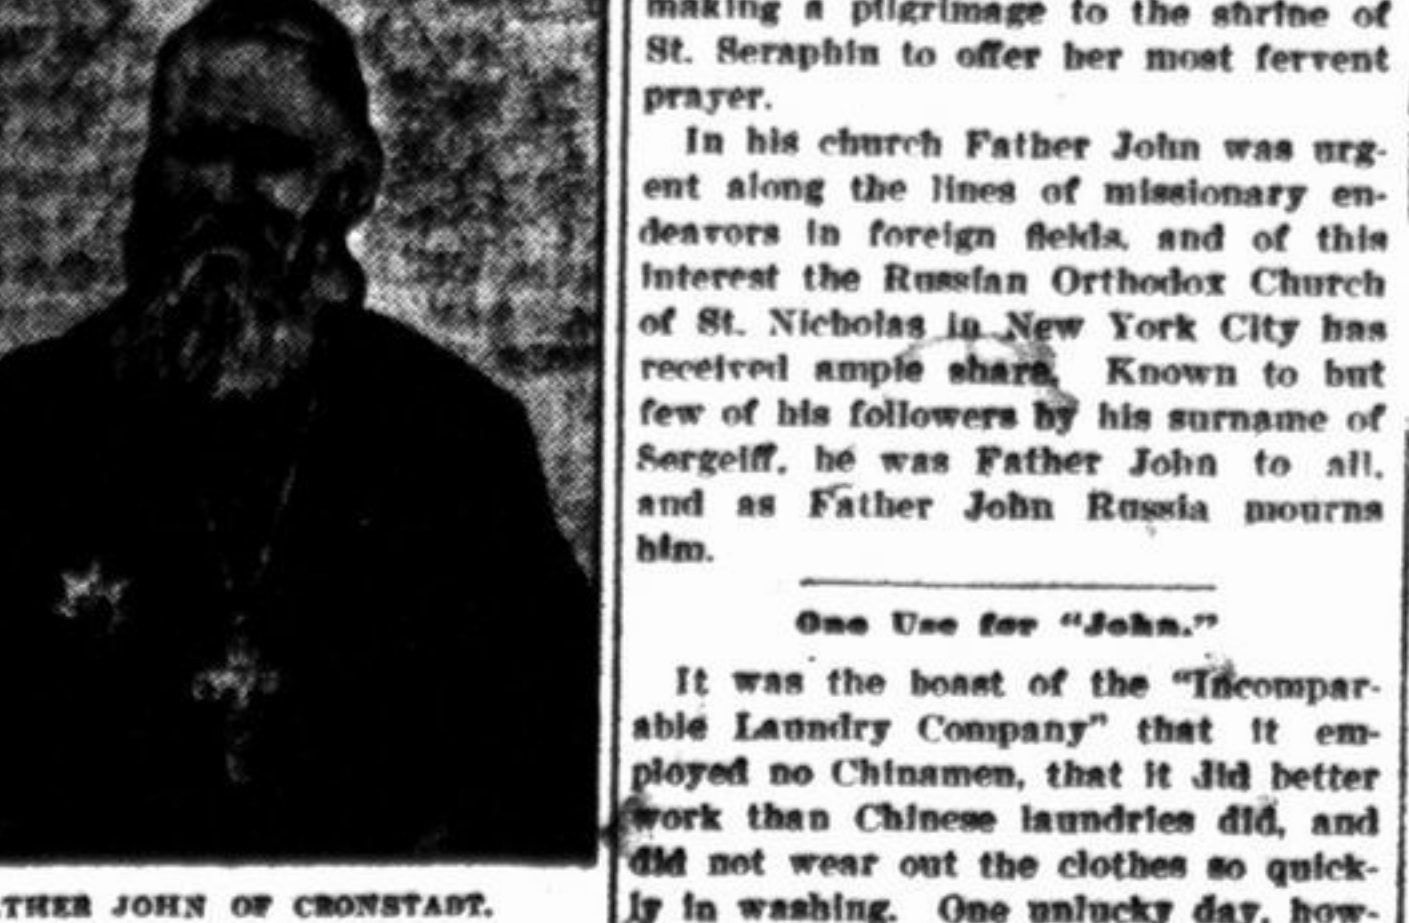 THER JOHN OF CRONSTADT.
making a pilgrimage to the shrine of
St. Seraphin to offer her most fervent
prayer.
In his church Father John was urg-
ent along the lines of missionary en-
deavors in foreign fields, and of this
interest the Russian Orthodox Church
of St. Nicholas in New York City has
received ample share. Known to but
few of his followers by his surname of
Sergeiff, he was Father John to all,
and as Father John Russia mourns
him.
One Use for "John."
It was the boast of the "Incompar-
able Laundry Company" that it em-
ployed no Chinamen, that it did better
work than Chinese laundries did, and
did not wear out the clothes so quick-
ly in washing. One unlucky day, how-